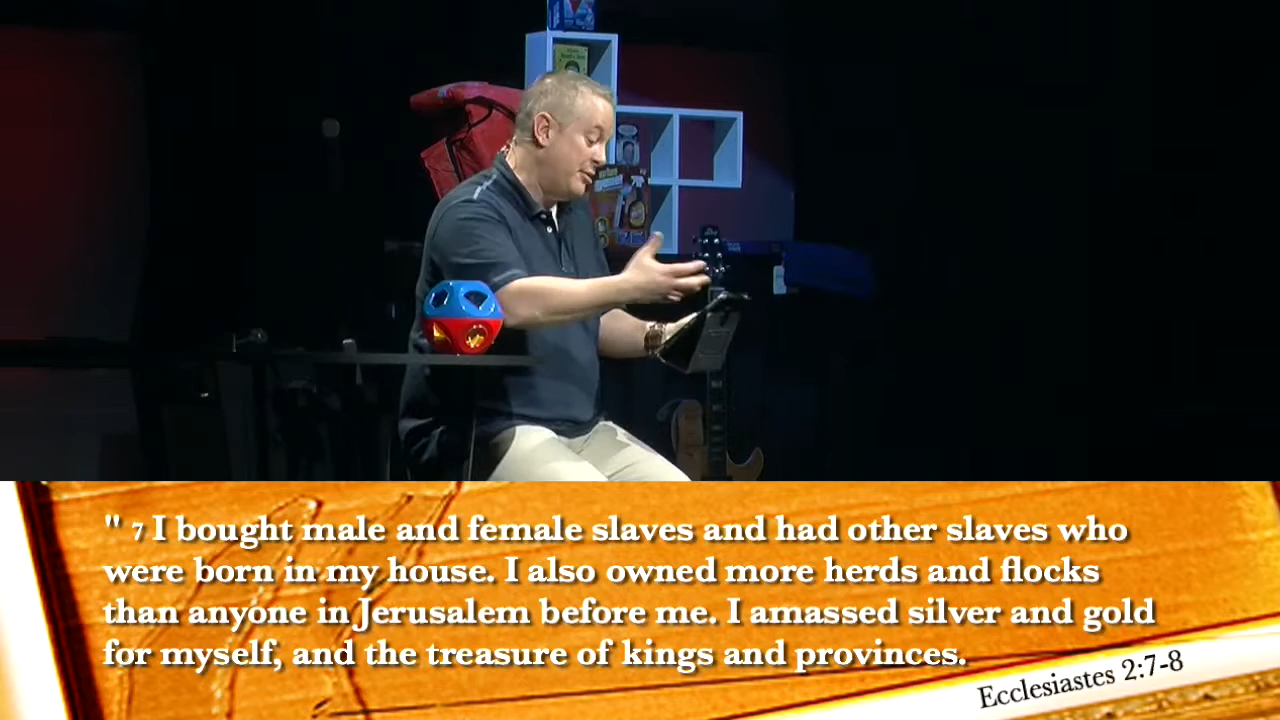 " 7 I bought male and female slaves and had other slaves who
were born in my house. I also owned more herds and flocks
than anyone in Jerusalem before me. I amassed silver and gold
for myself, and the treasure of kings and provinces.
Ecclesiastes 2:7-8